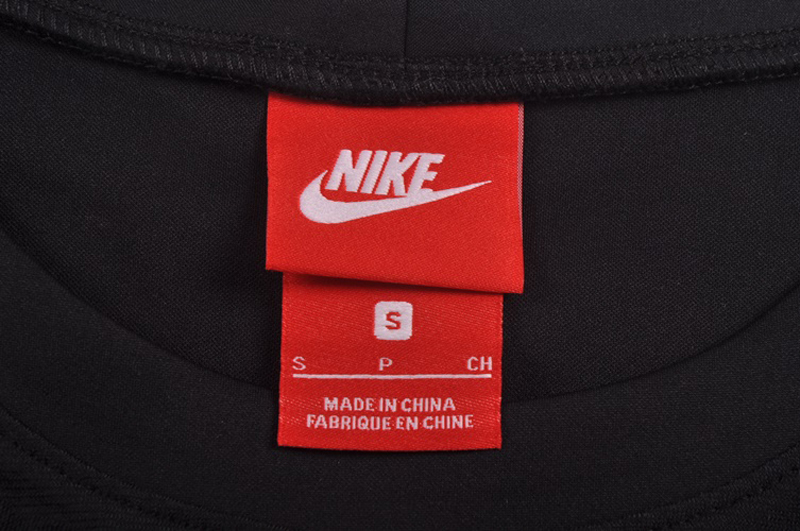 NIKE
S
S P CH
MADE IN CHINA
FABRIQUE EN CHINE